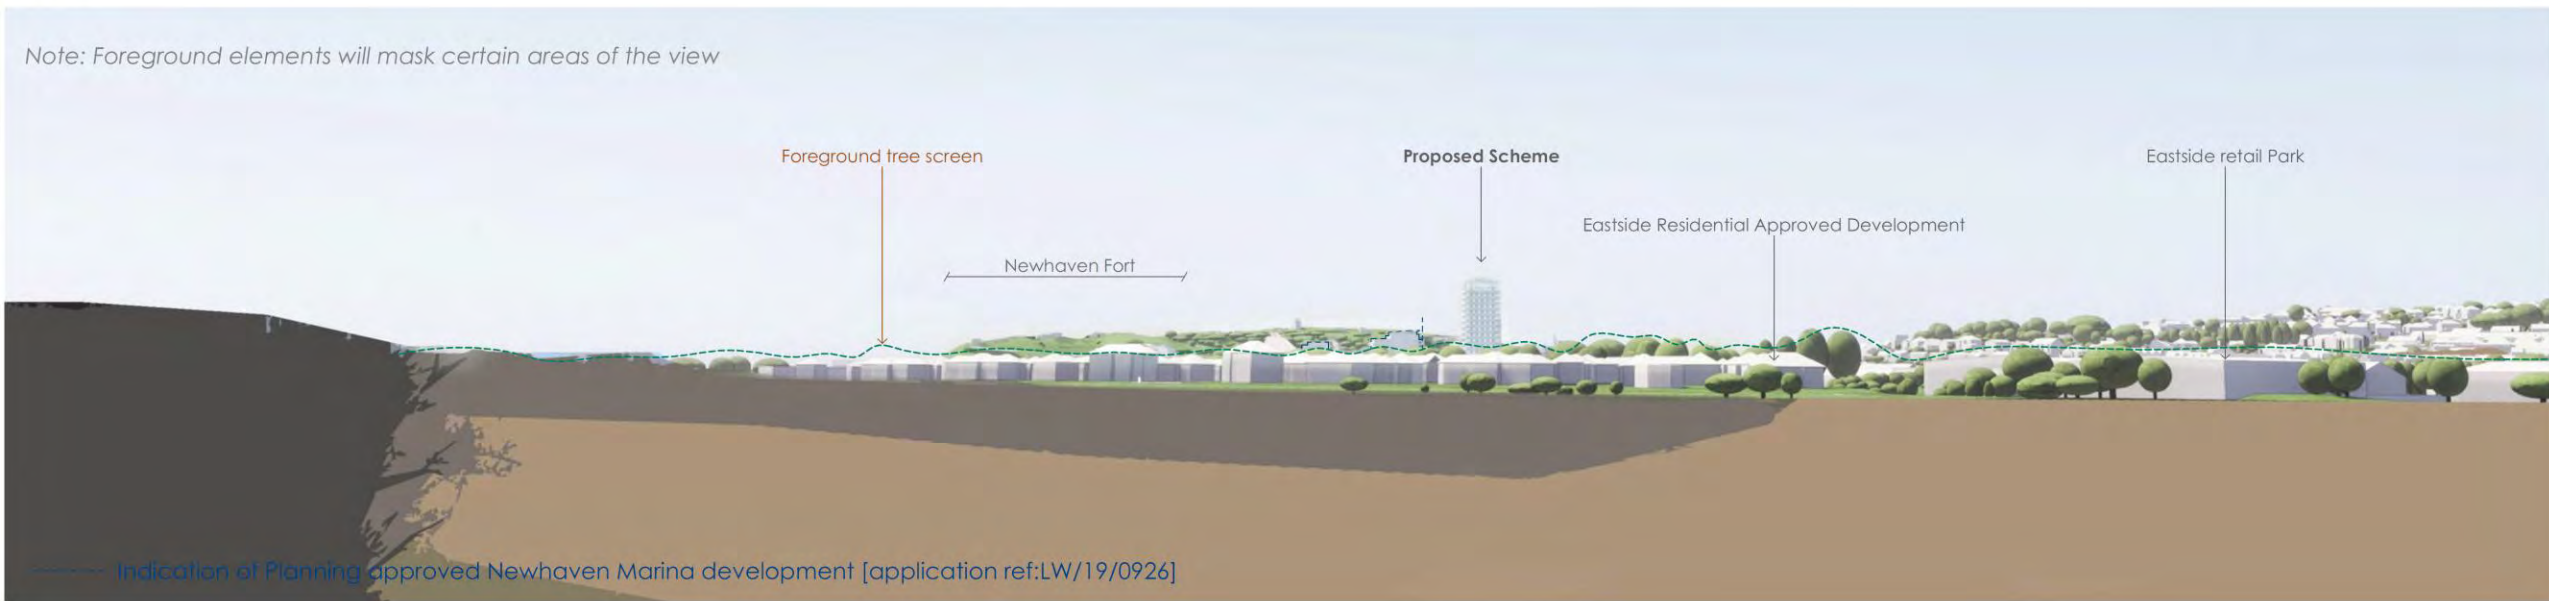 Note: Foreground elements will mask certain areas of the view
Foreground tree screen
Proposed Scheme
Eastside retail Park
Eastside Residential Approved Development
Newhaven Fort
Indication of Planning approved Newhaven Marina development [application ref:LW/19/0926]